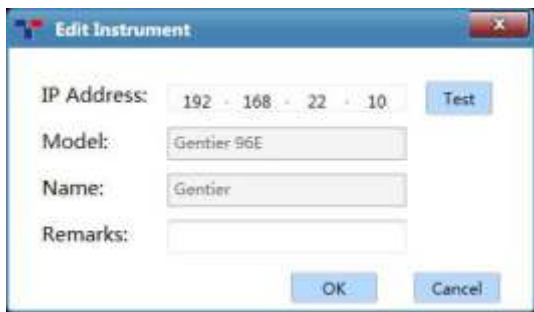 Edit Instrument
IP Address: 192 . 168 . 22 . 10 Test
Model: Gentier 96E
Name: Gentier
Remarks:
OK Cancel